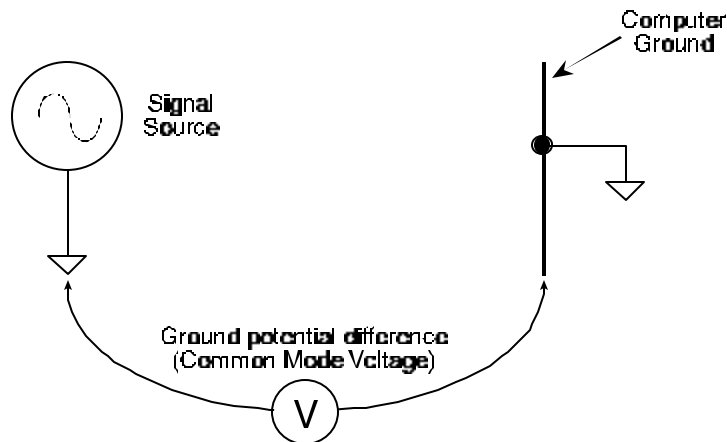 Computer
Ground
Signal
Source
Ground potential difference
(Common Mode Voltage)
V